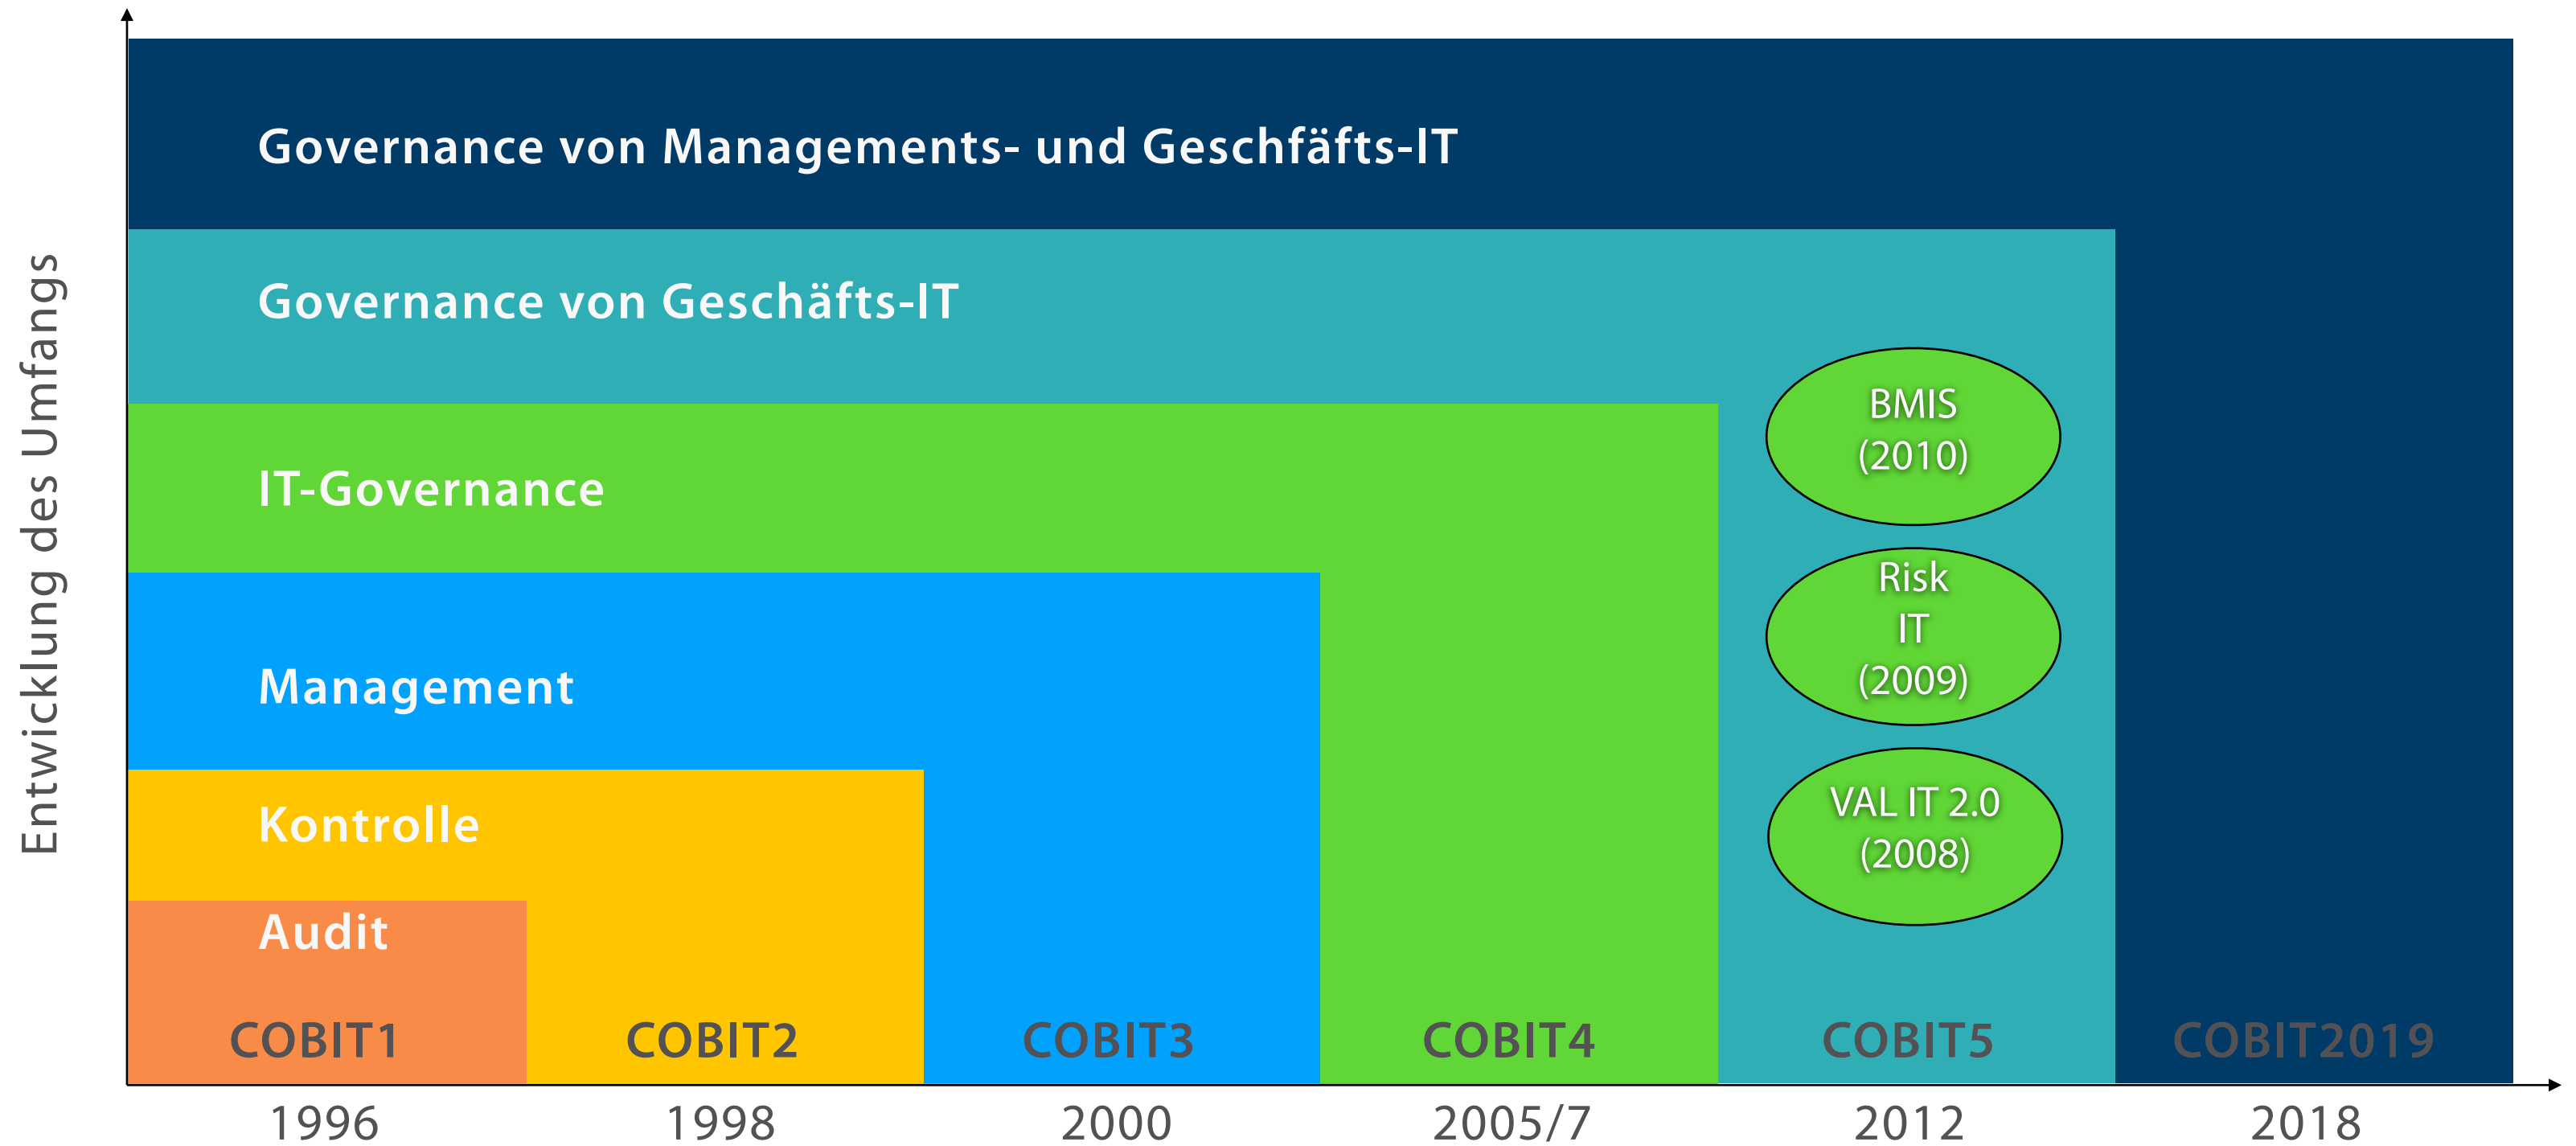 Entwicklung des Umfangs
Governance von Managements- und Geschfäfts-IT
Governance von Geschäfts-IT
IT-Governance
Management
Kontrolle
Audit
BMIS
(2010)
Risk
IT
(2009)
VAL IT 2.0
(2008)
COBIT1
COBIT2
COBIT3
COBIT4
COBIT5
COBIT2019
1996
1998
2000
2005/7
2012
2018